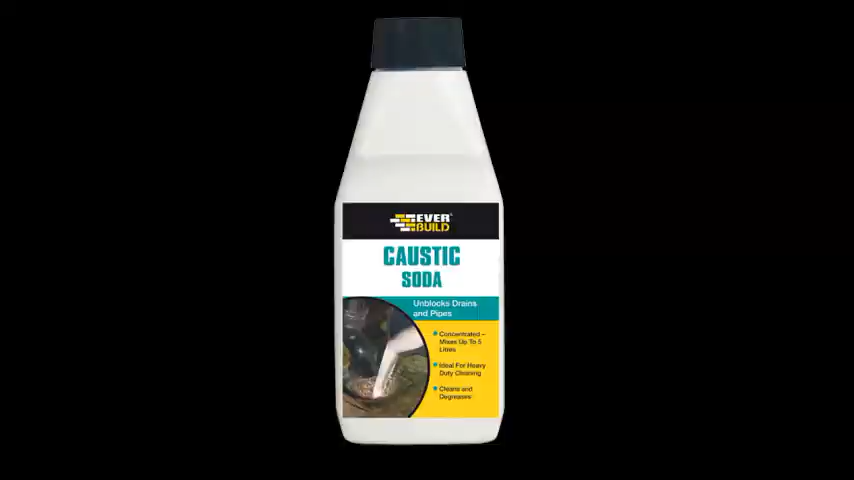 EVER
BUILD
CAUSTIC
SODA
Unblocks Drains
and Pipes
Concentrated –
Mixes Up To 5
Litres
Ideal For Heavy
Duty Cleaning
Cleans and
Degreases